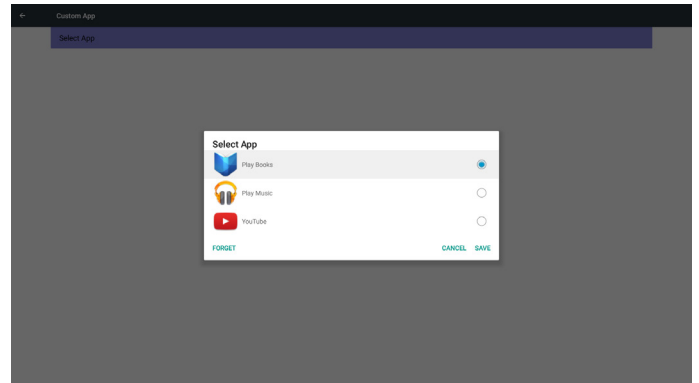 Custom App
Select App
Select App
Play Books
Play Music
YouTube
FORGET CANCEL SAVE